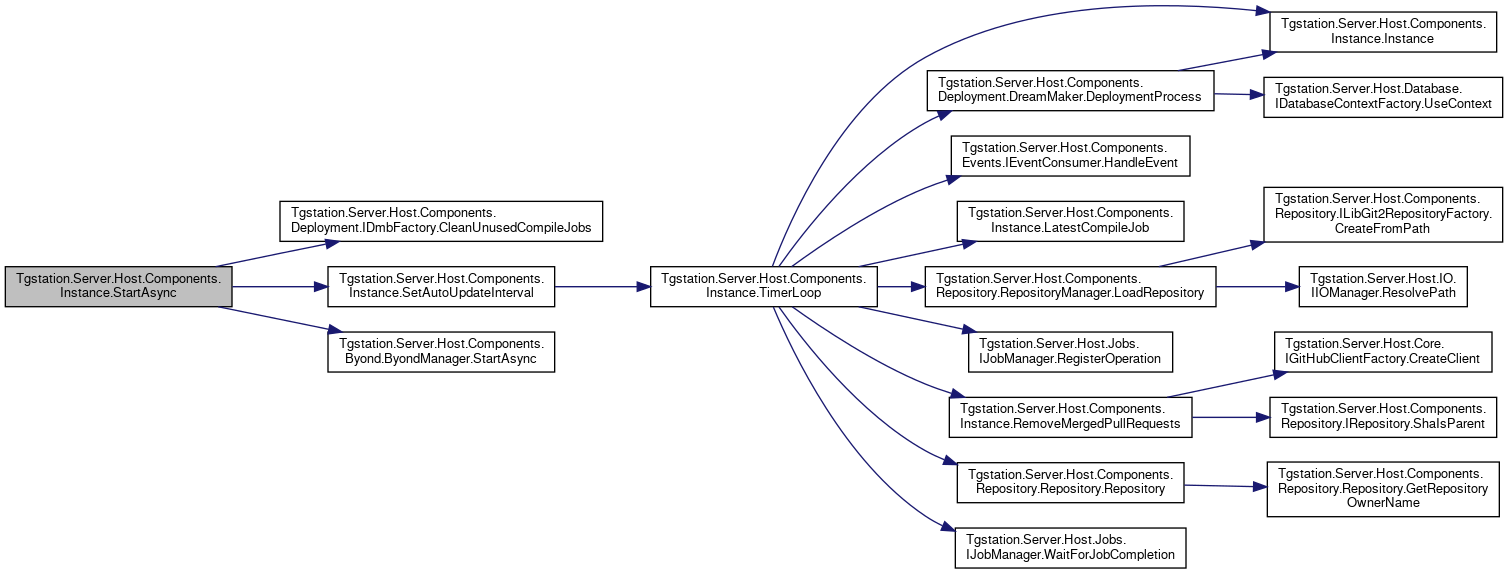 Tgstation.Server.Host.Components.
Instance.StartAsync
Tgstation.Server.Host.Components.
Deployment.IDmbFactory.CleanUnusedCompileJobs
Tgstation.Server.Host.Components.
Instance.SetAutoUpdateInterval
Tgstation.Server.Host.Components.
Byond.ByondManager.StartAsync
Tgstation.Server.Host.Components.
Instance.TimerLoop
Tgstation.Server.Host.Components.
Instance.Instance
Tgstation.Server.Host.Components.
Deployment.DreamMaker.DeploymentProcess
Tgstation.Server.Host.Database.
IDatabaseContextFactory.UseContext
Tgstation.Server.Host.Components.
Events.IEventConsumer.HandleEvent
Tgstation.Server.Host.Components.
Instance.LatestCompileJob
Tgstation.Server.Host.Components.
Repository.RepositoryManager.LoadRepository
Tgstation.Server.Host.Components.
Repository.ILibGit2RepositoryFactory.
CreateFromPath
Tgstation.Server.Host.IO.
IIOManager.ResolvePath
Tgstation.Server.Host.Jobs.
IJobManager.RegisterOperation
Tgstation.Server.Host.Components.
Instance.RemoveMergedPullRequests
Tgstation.Server.Host.Core.
IGitHubClientFactory.CreateClient
Tgstation.Server.Host.Components.
Repository.IRepository.ShaIsParent
Tgstation.Server.Host.Components.
Repository.Repository.Repository
Tgstation.Server.Host.Components.
Repository.Repository.GetRepository
OwnerName
Tgstation.Server.Host.Jobs.
IJobManager.WaitForJobCompletion